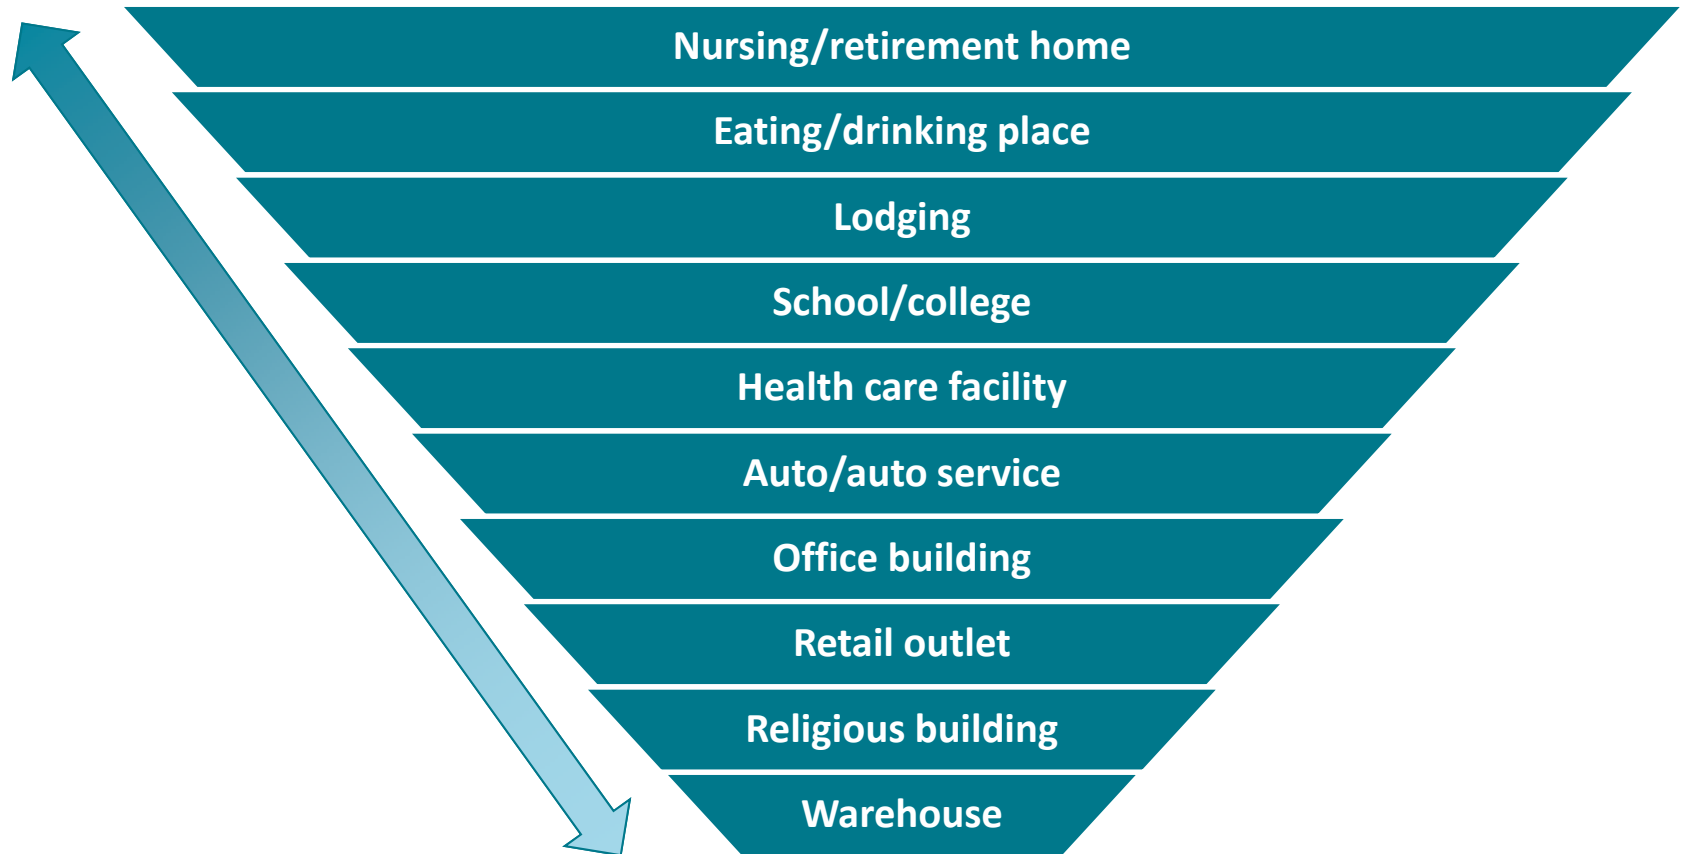 Nursing/retirement home
Eating/drinking place
Lodging
School/college
Health care facility
Auto/auto service
Office building
Retail outlet
Religious building
Warehouse